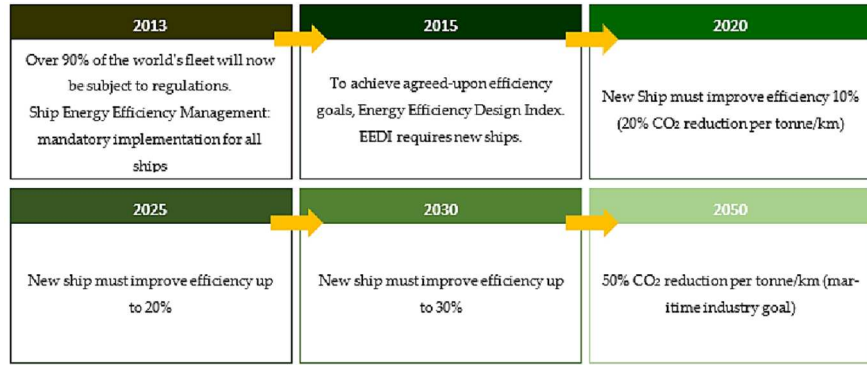 2013
Over 90% of the world's fleet will now
be subject to regulations.
Ship Energy Efficiency Management:
mandatory implementation for all
ships
2015
To achieve agreed-upon efficiency
goals, Energy Efficiency Design Index.
EEDI requires new ships.
2020
New Ship must improve efficiency 10%
(20% CO₂ reduction per tonne/km)
2025
New ship must improve efficiency up
to 20%
2030
New ship must improve efficiency up
to 30%
2050
50% CO₂ reduction per tonne/km (mar-
itime industry goal)